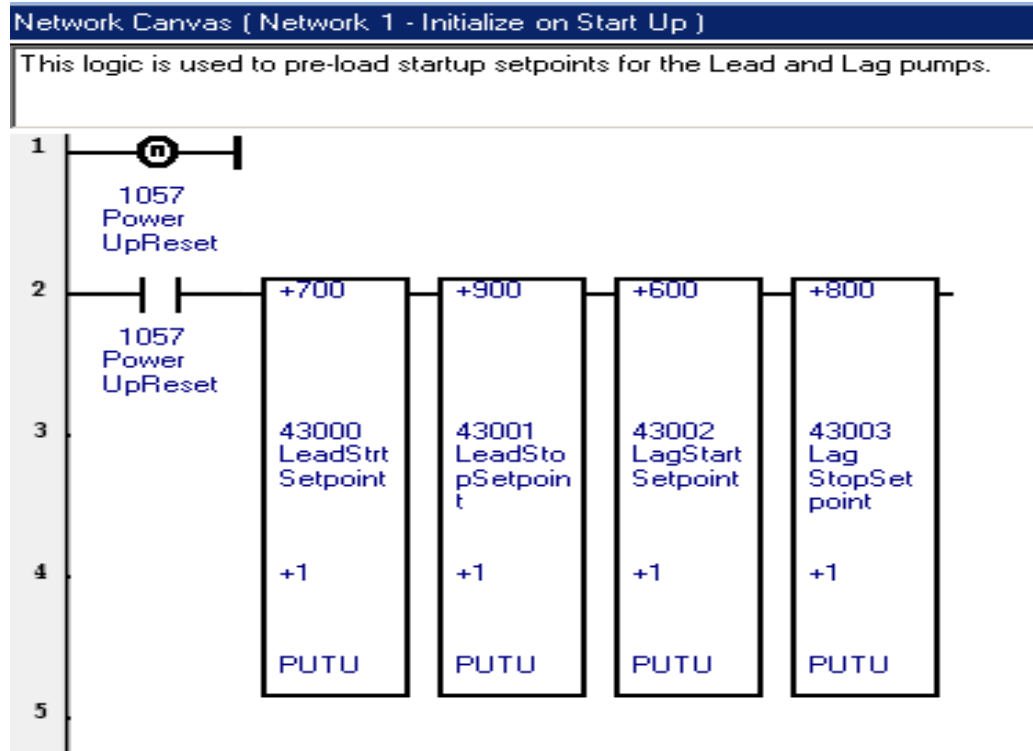 Network Canvas ( Network 1 - Initialize on Start Up )
This logic is used to pre-load startup setpoints for the Lead and Lag pumps.
1
n
1057
Power
UpReset
2
+700
+900
+600
+800
1057
Power
UpReset
3
43000
LeadStrt
Setpoint
43001
LeadSto
pSetpoin
t
43002
LagStart
Setpoint
43003
Lag
StopSet
point
4
+1
+1
+1
+1
PUTU
PUTU
PUTU
PUTU
5